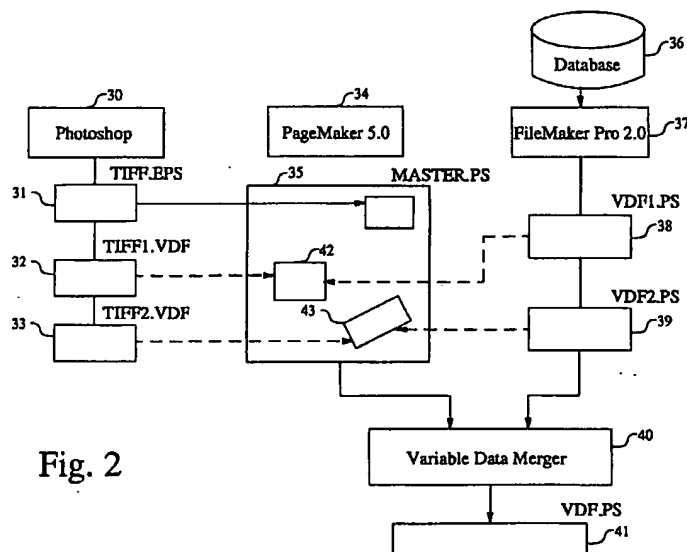 36
Database
30
34
Photoshop
PageMaker 5.0
FileMaker Pro 2.0
37
TIFF.EPS
35
MASTER.PS
31
VDF1.PS
TIFF1.VDF
42
38
32
VDF2.PS
TIFF2.VDF
43
33
39
40
Fig. 2
Variable Data Merger
VDF.PS
41